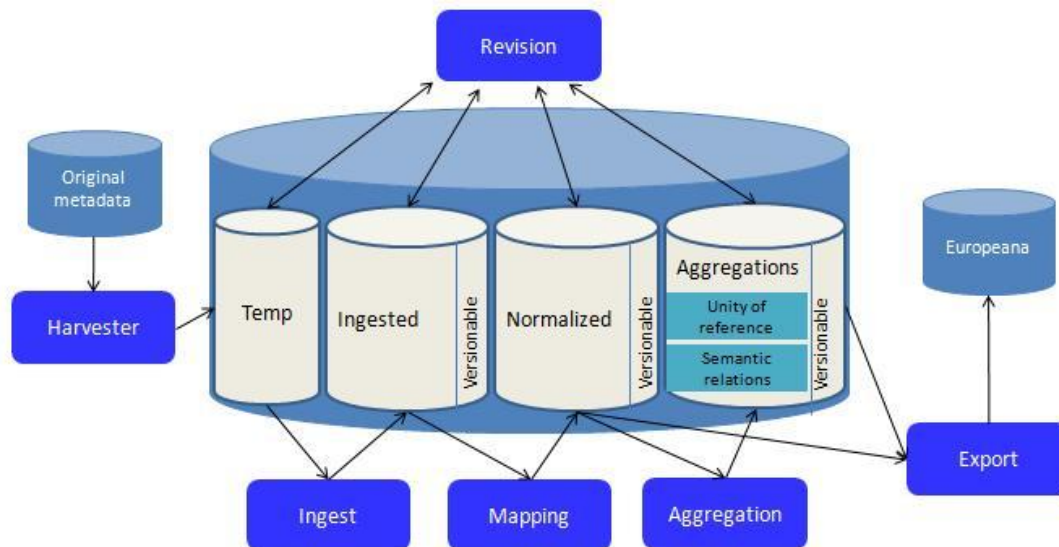 Revision
Original
metadata
Harvester
Temp
Ingested
Versionable
Normalized
Versionable
Aggregations
Unity of
reference
Semantic
relations
Versionable
Europeana
Export
Ingest
Mapping
Aggregation